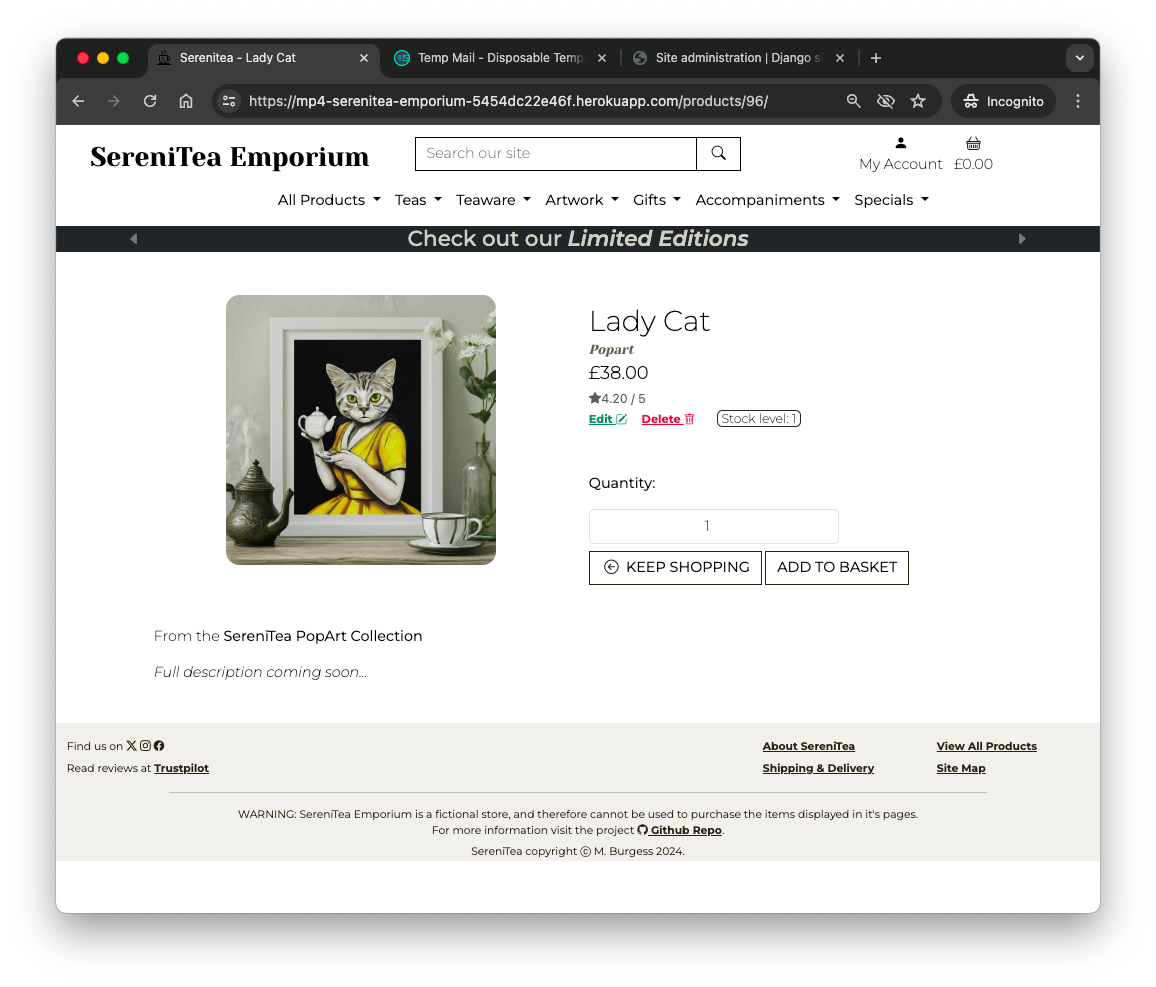 Serenitea - Lady Cat
Temp Mail - Disposable Temp
Site administration | Django si
https://mp4-serenitea-emporium-5454dc22e46f.herokuapp.com/products/96/
Incognito
SereniTea Emporium
Search our site
My Account
£0.00
All Products Teas Teaware Artwork Gifts Accompaniments Specials
Check out our Limited Editions
Lady Cat
Popart
£38.00
4.20 / 5
Edit Delete Stock level: 1
Quantity:
1
KEEP SHOPPING ADD TO BASKET
From the SereniTea PopArt Collection
Full description coming soon...
Find us on
Read reviews at Trustpilot
About SereniTea
View All Products
Shipping & Delivery
Site Map
WARNING: SereniTea Emporium is a fictional store, and therefore cannot be used to purchase the items displayed in it's pages.
For more information visit the project Github Repo.
SereniTea copyright ⓒ M. Burgess 2024.